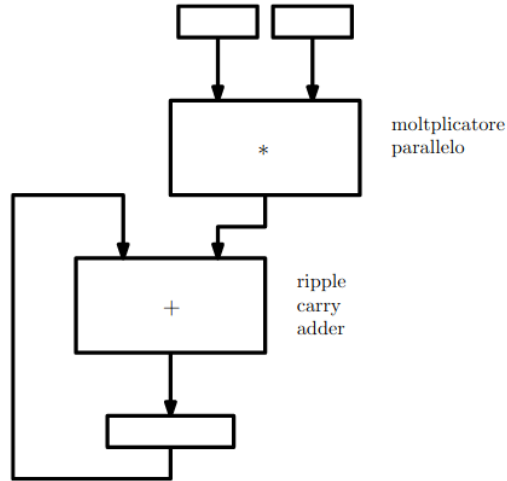 *
moltplicatore
parallelo
+
ripple
carry
adder